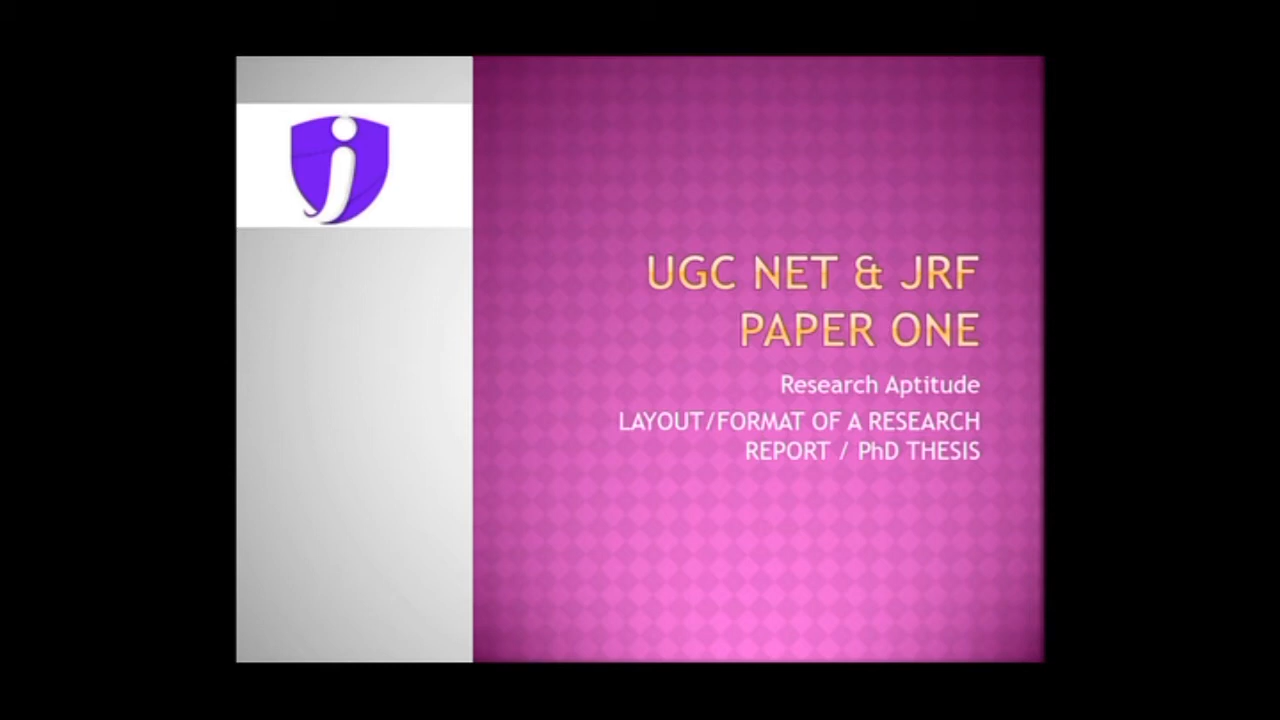 j
UGC NET & JRF
PAPER ONE
Research Aptitude
LAYOUT/FORMAT OF A RESEARCH
REPORT / PhD THESIS